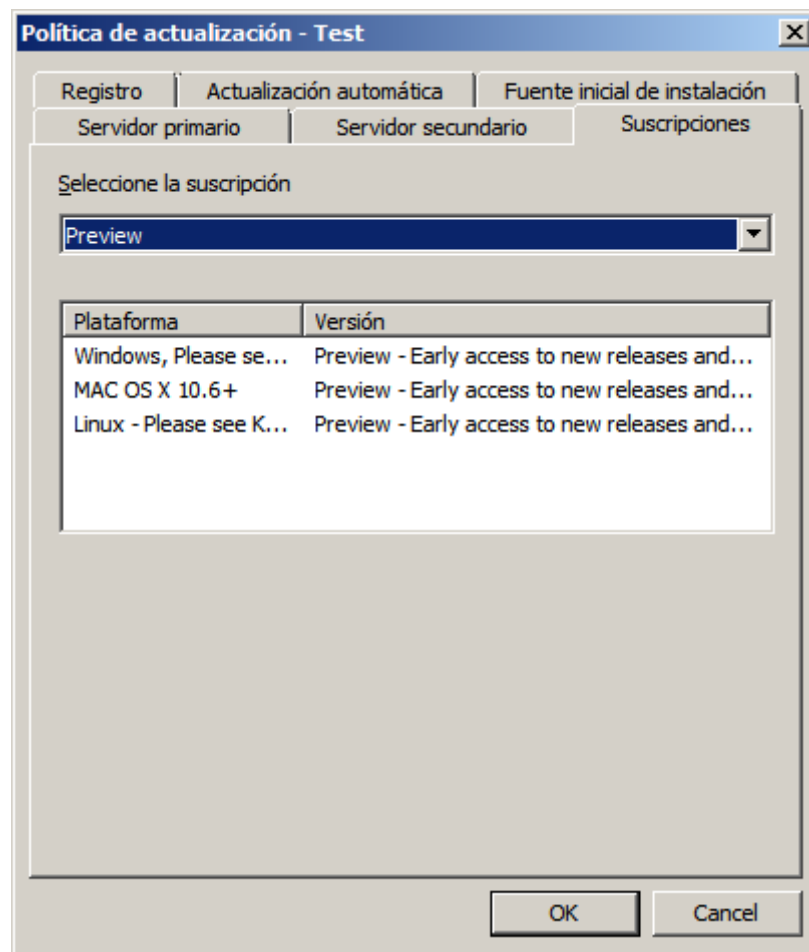 Política de actualización - Test
Registro Actualización automática Fuente inicial de instalación
Servidor primario Servidor secundario Suscripciones
Seleccione la suscripción
Preview
Plataforma Versión
Windows, Please se... Preview - Early access to new releases and...
MAC OS X 10.6+ Preview - Early access to new releases and...
Linux - Please see K... Preview - Early access to new releases and...
OK Cancel